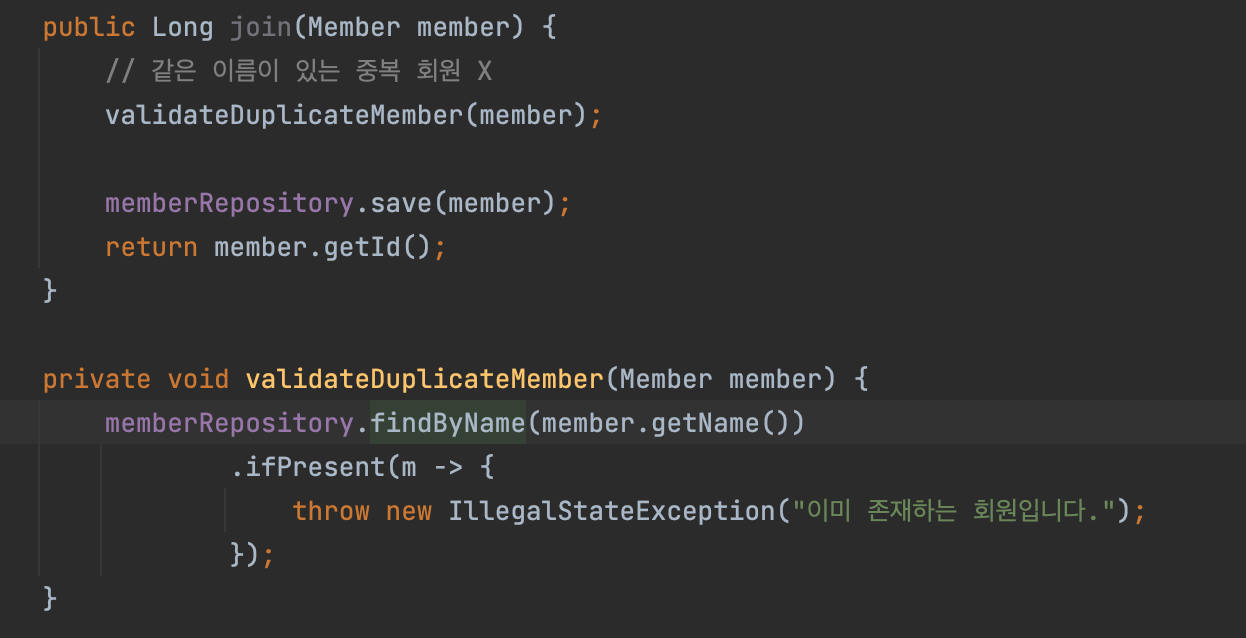 public Long join(Member member) {
    // 같은 이름이 있는 중복 회원 X
    validateDuplicateMember(member);
    memberRepository.save(member);
    return member.getId();
}
private void validateDuplicateMember(Member member) {
    memberRepository.findByName(member.getName())
            .ifPresent(m -> {
                throw new IllegalStateException("이미 존재하는 회원입니다.");
            });
}